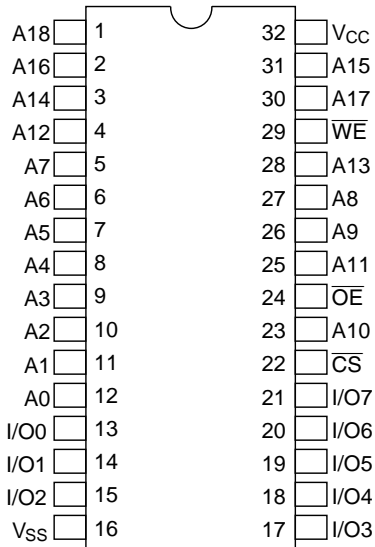 A18 1 32 VCC
A16 2 31 A15
A14 3 30 A17
A12 4 29 W̅E̅
A7 5 28 A13
A6 6 27 A8
A5 7 26 A9
A4 8 25 A11
A3 9 24 O̅E̅
A2 10 23 A10
A1 11 22 C̅S̅
A0 12 21 I/O7
I/O0 13 20 I/O6
I/O1 14 19 I/O5
I/O2 15 18 I/O4
VSS 16 17 I/O3